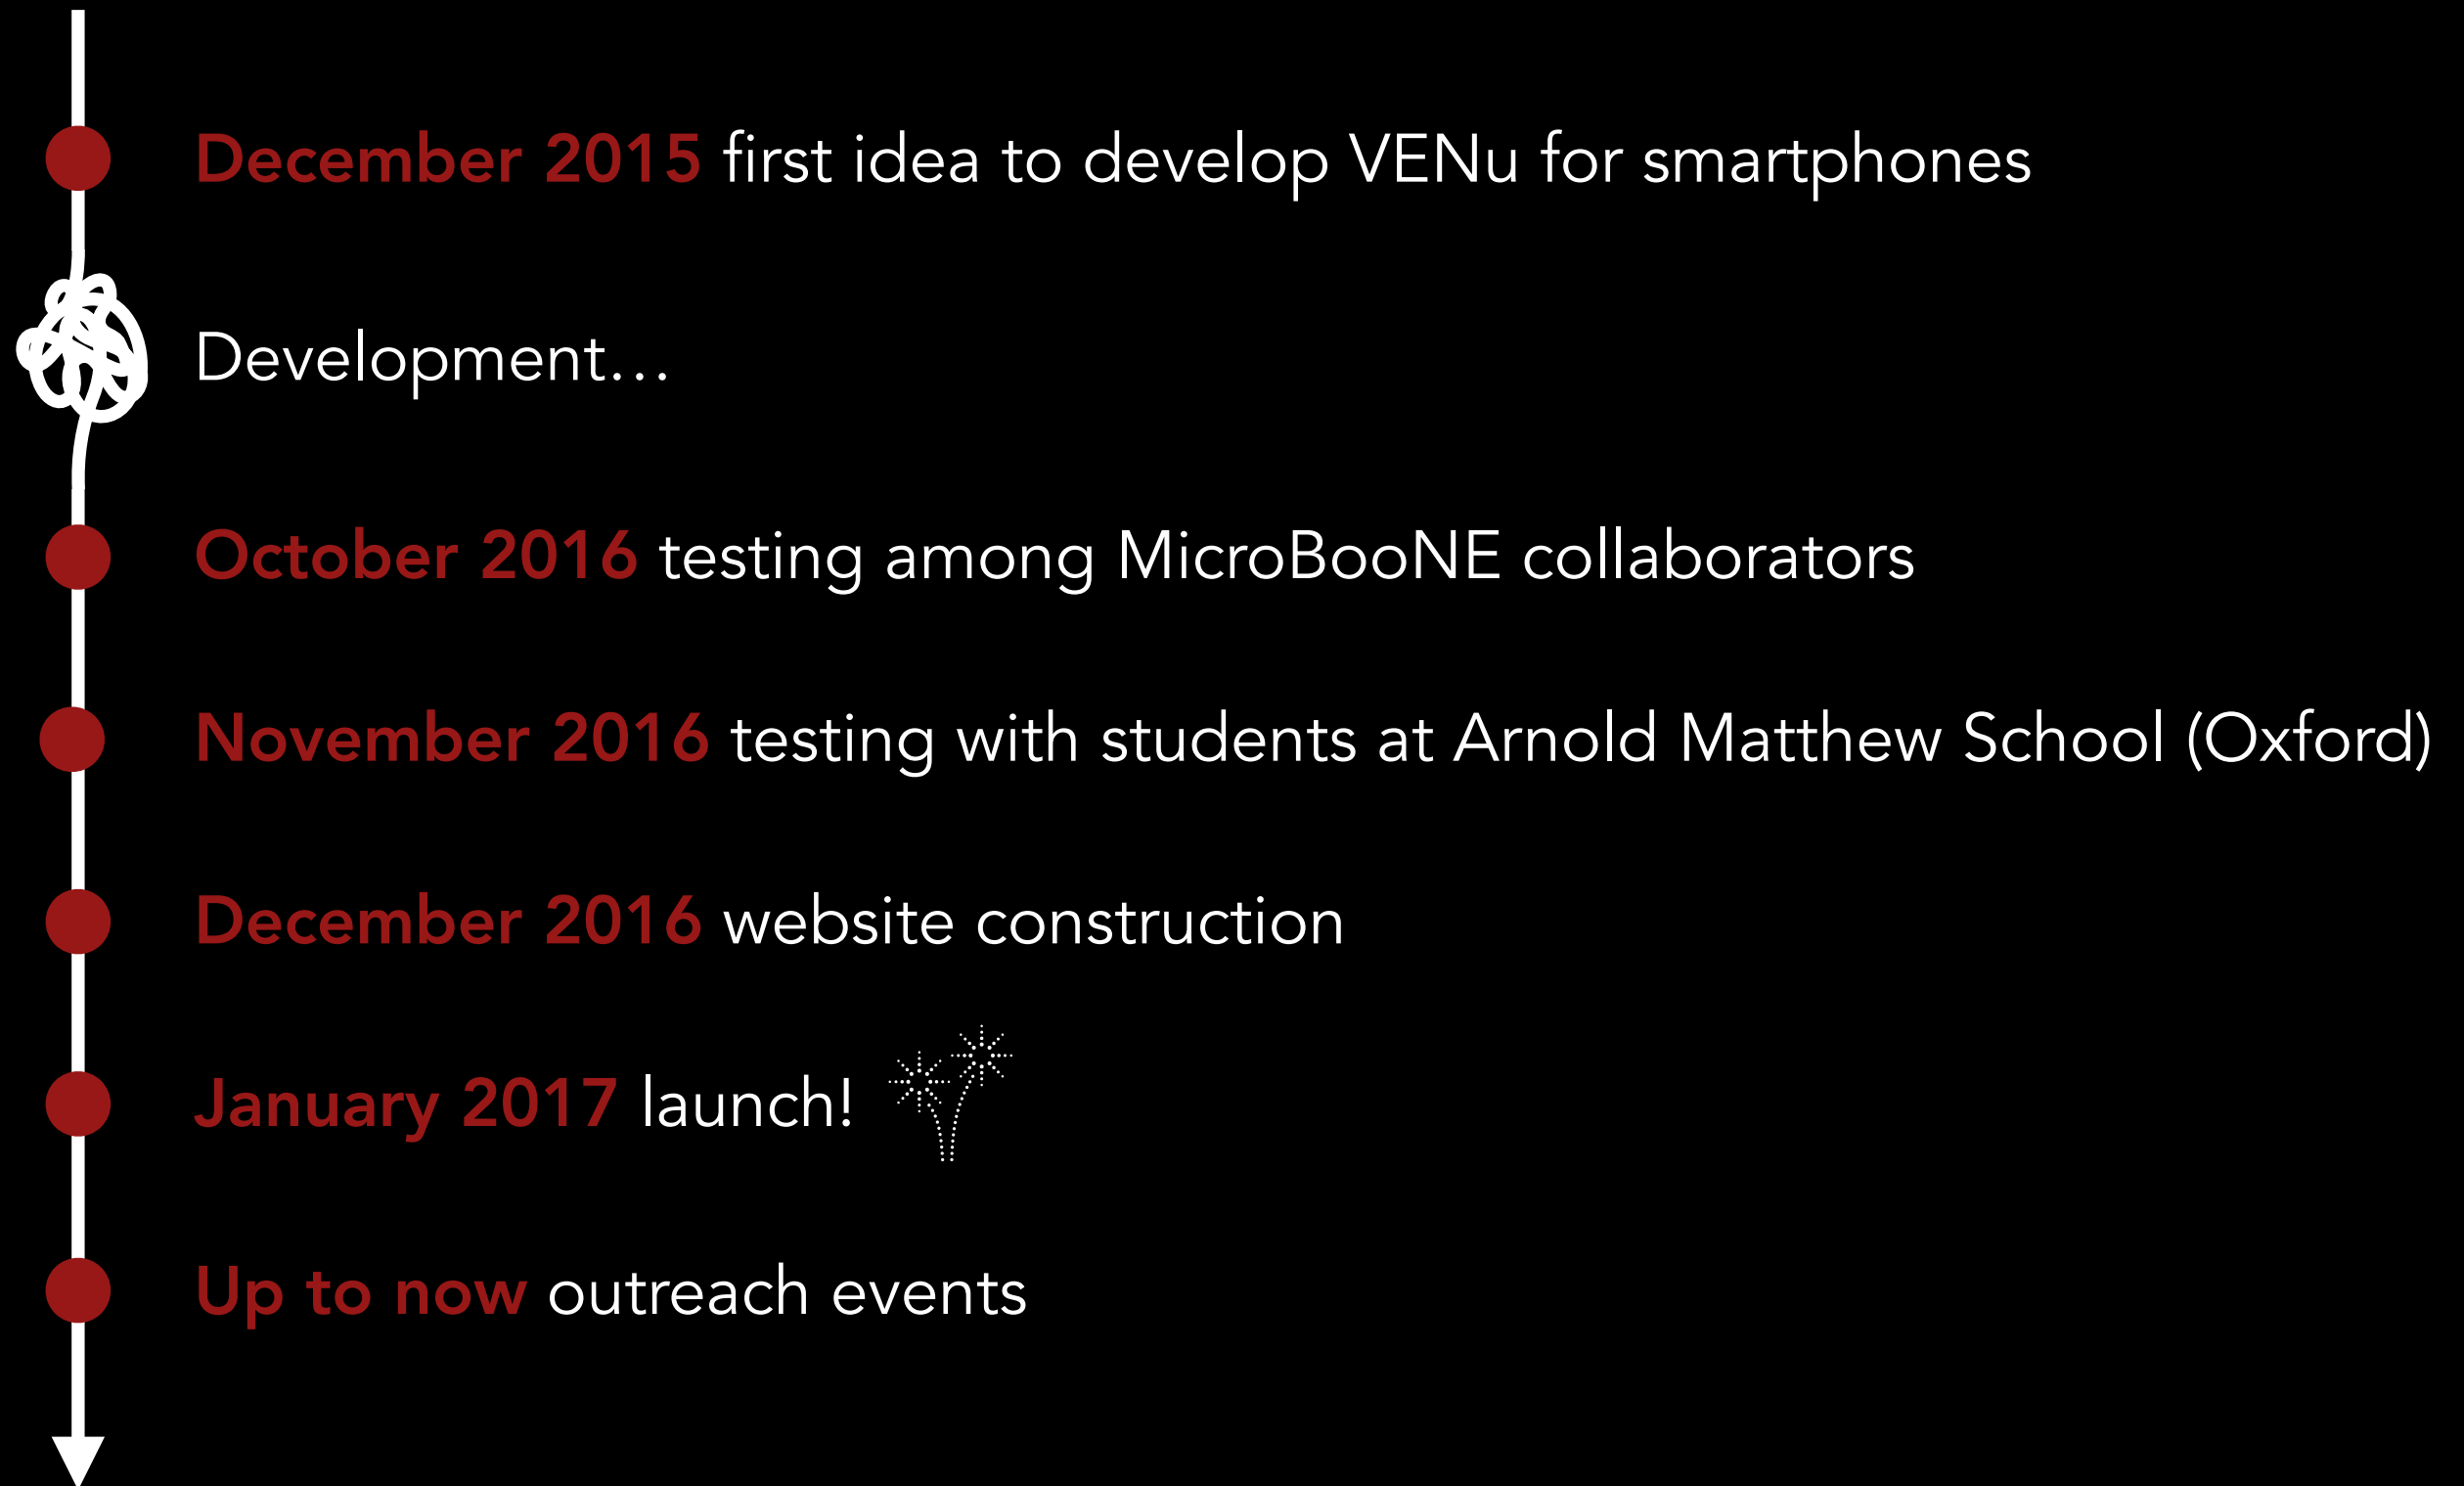 December 2015 first idea to develop VENu for smartphones
Development...
October 2016 testing among MicroBooNE collaborators
November 2016 testing with students at Arnold Matthew School (Oxford)
December 2016 website construction
January 2017 launch!
Up to now outreach events